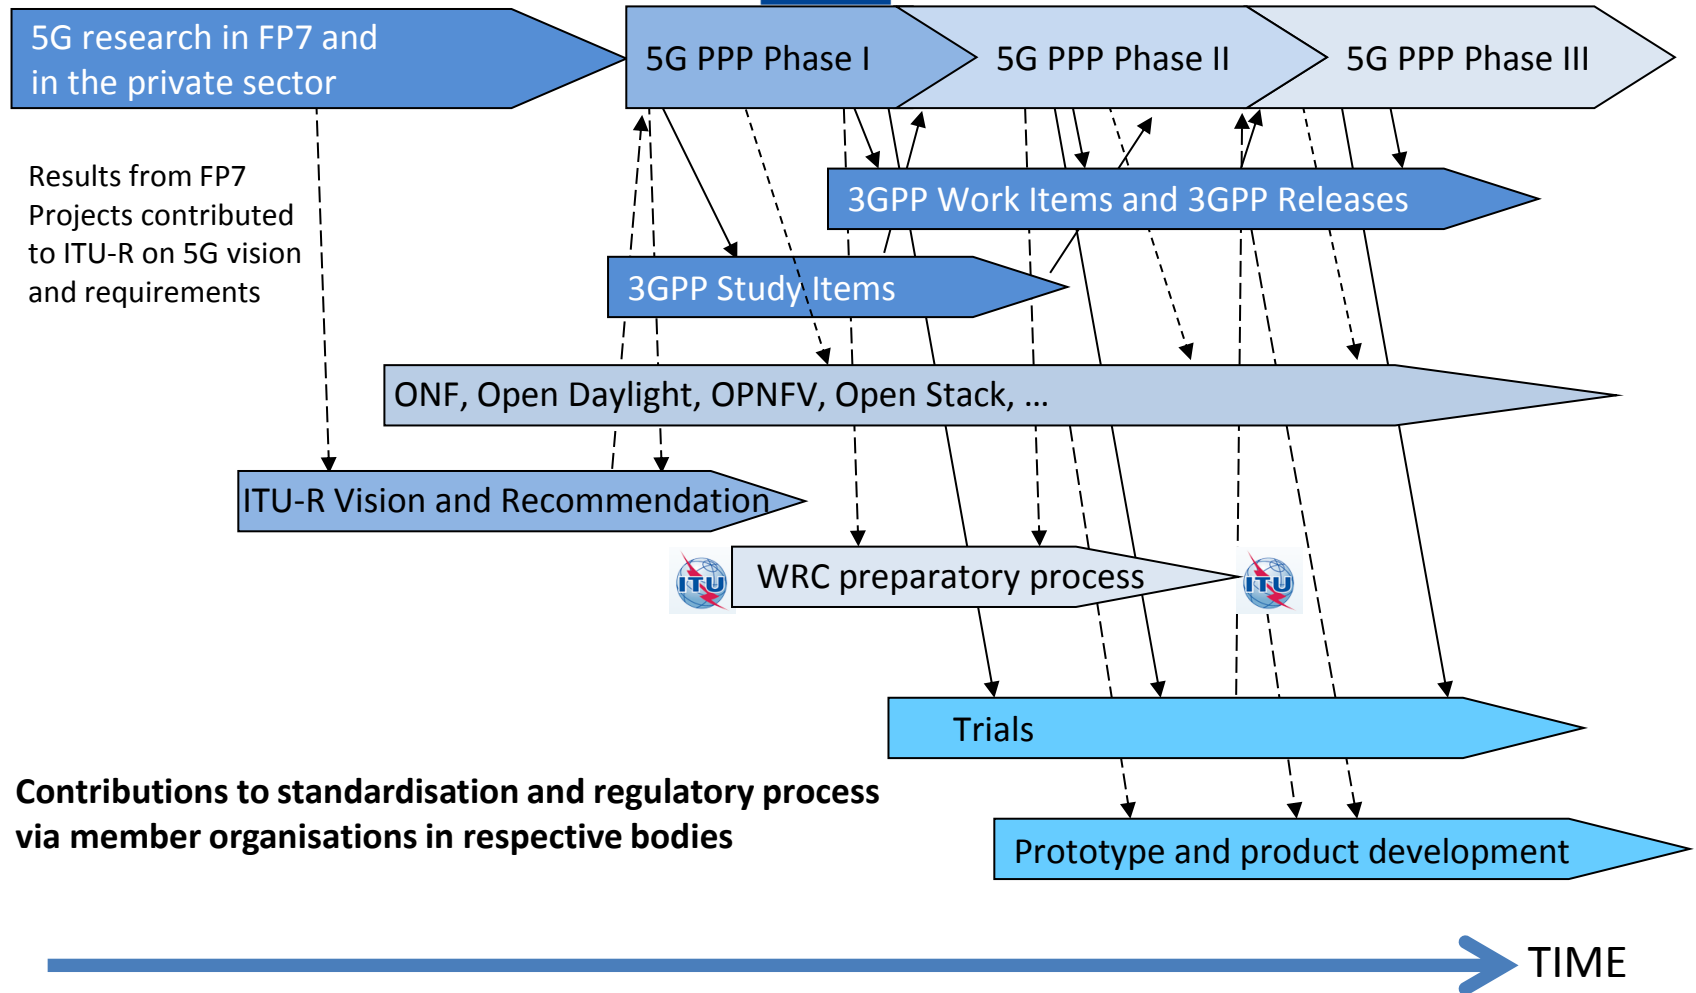 5G research in FP7 and
in the private sector
5G PPP Phase I
5G PPP Phase II
5G PPP Phase III
Results from FP7
Projects contributed
to ITU-R on 5G vision
and requirements
3GPP Work Items and 3GPP Releases
3GPP Study Items
ONF, Open Daylight, OPNFV, Open Stack, ...
ITU-R Vision and Recommendation
ITU
WRC preparatory process
ITU
Trials
Contributions to standardisation and regulatory process
via member organisations in respective bodies
Prototype and product development
TIME